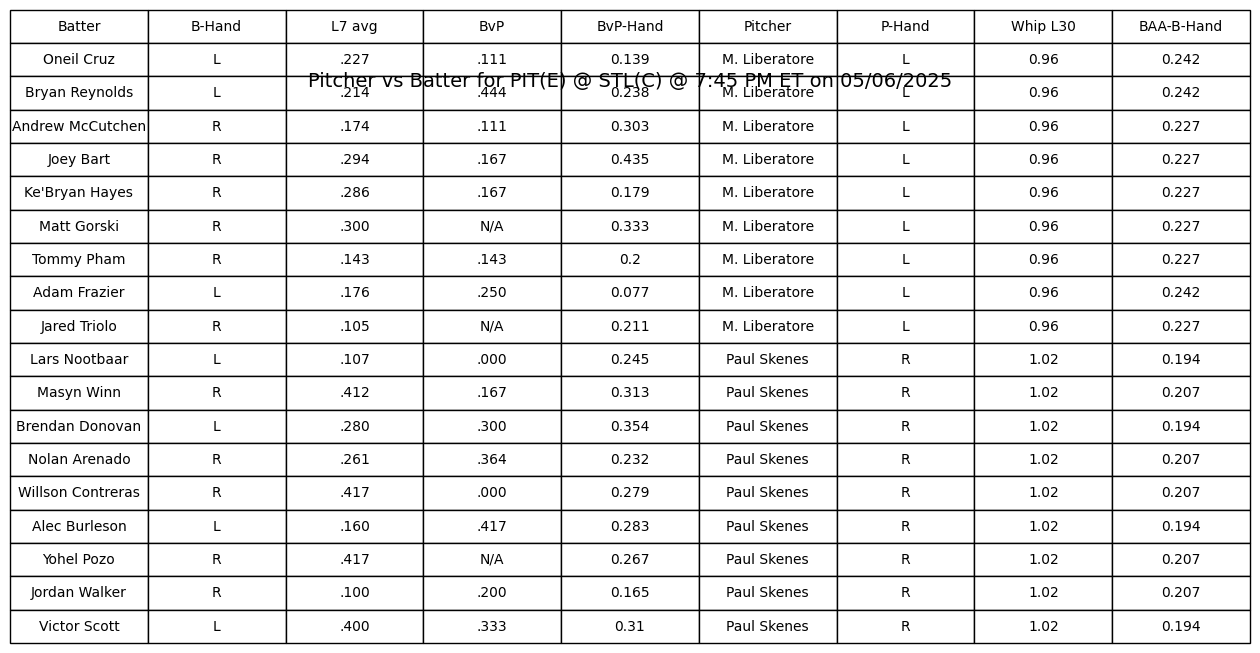 Batter B-Hand L7 avg BvP BvP-Hand Pitcher P-Hand Whip L30 BAA-B-Hand
Oneil Cruz L .227 .111 0.139 M. Liberatore L 0.96 0.242
Pitcher vs Batter for PIT(E) @ STL(C) @ 7:45 PM ET on 05/06/2025
Bryan Reynolds L .214 .444 0.238 M. Liberatore L 0.96 0.242
Andrew McCutchen R .174 .111 0.303 M. Liberatore L 0.96 0.227
Joey Bart R .294 .167 0.435 M. Liberatore L 0.96 0.227
Ke'Bryan Hayes R .286 .167 0.179 M. Liberatore L 0.96 0.227
Matt Gorski R .300 N/A 0.333 M. Liberatore L 0.96 0.227
Tommy Pham R .143 .143 0.2 M. Liberatore L 0.96 0.227
Adam Frazier L .176 .250 0.077 M. Liberatore L 0.96 0.242
Jared Triolo R .105 N/A 0.211 M. Liberatore L 0.96 0.227
Lars Nootbaar L .107 .000 0.245 Paul Skenes R 1.02 0.194
Masyn Winn R .412 .167 0.313 Paul Skenes R 1.02 0.207
Brendan Donovan L .280 .300 0.354 Paul Skenes R 1.02 0.194
Nolan Arenado R .261 .364 0.232 Paul Skenes R 1.02 0.207
Willson Contreras R .417 .000 0.279 Paul Skenes R 1.02 0.207
Alec Burleson L .160 .417 0.283 Paul Skenes R 1.02 0.194
Yohel Pozo R .417 N/A 0.267 Paul Skenes R 1.02 0.207
Jordan Walker R .100 .200 0.165 Paul Skenes R 1.02 0.207
Victor Scott L .400 .333 0.31 Paul Skenes R 1.02 0.194